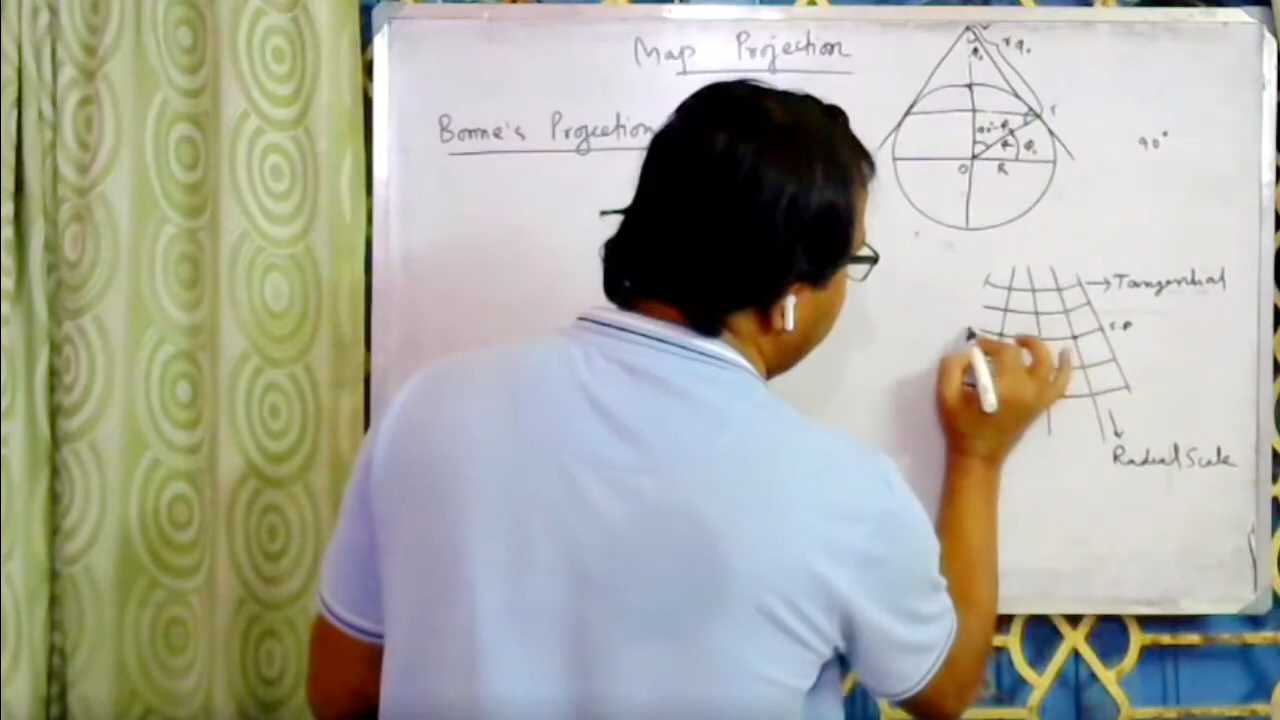 Map Projection
Bonne's Projection
90°
O
R
Tangential
S.P
A
Radial Scale